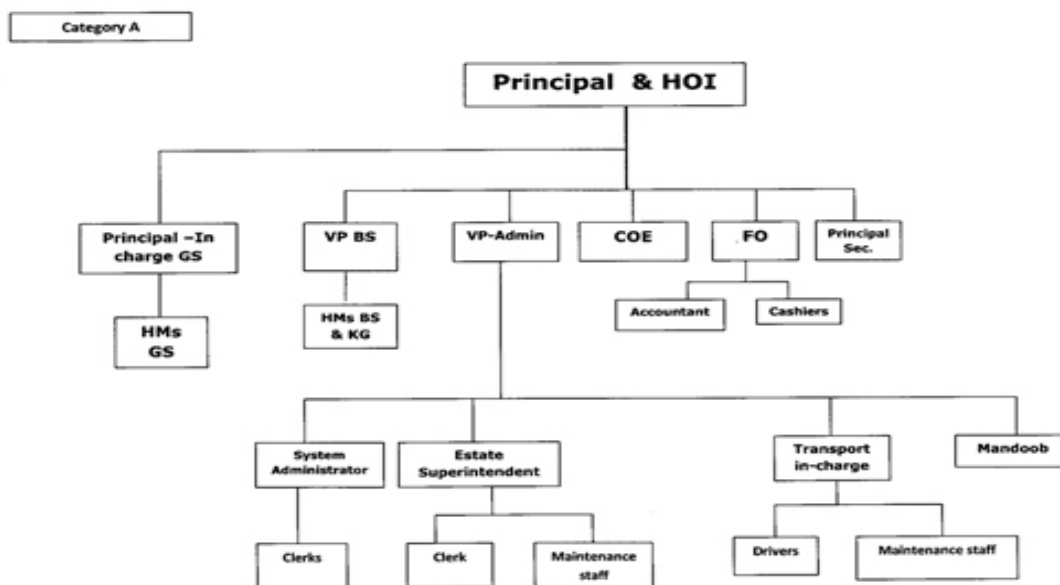 Category A
Principal & HOI
Principal –In
charge GS
VP BS
VP-Admin
COE
FO
Principal
Sec.
HMs
GS
HMs BS
& KG
Accountant
Cashiers
System
Administrator
Estate
Superintendent
Transport
in-charge
Mandoob
Clerks
Clerk
Maintenance
staff
Drivers
Maintenance staff